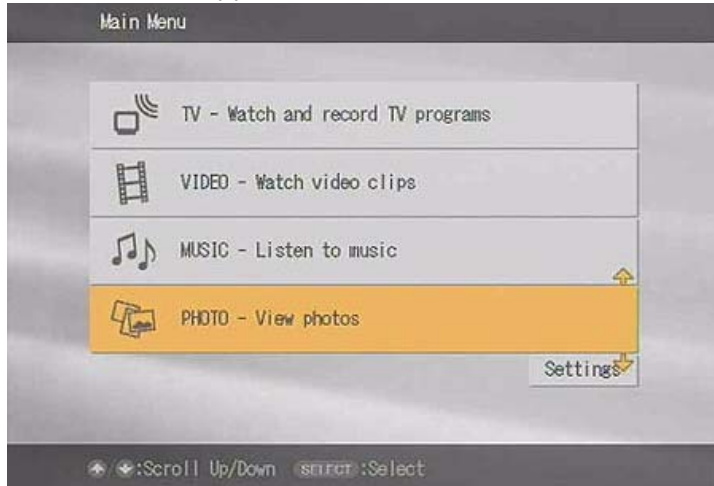 Main Menu
TV - Watch and record TV programs
VIDEO - Watch video clips
MUSIC - Listen to music
PHOTO - View photos
Settings
:Scroll Up/Down SELECT :Select